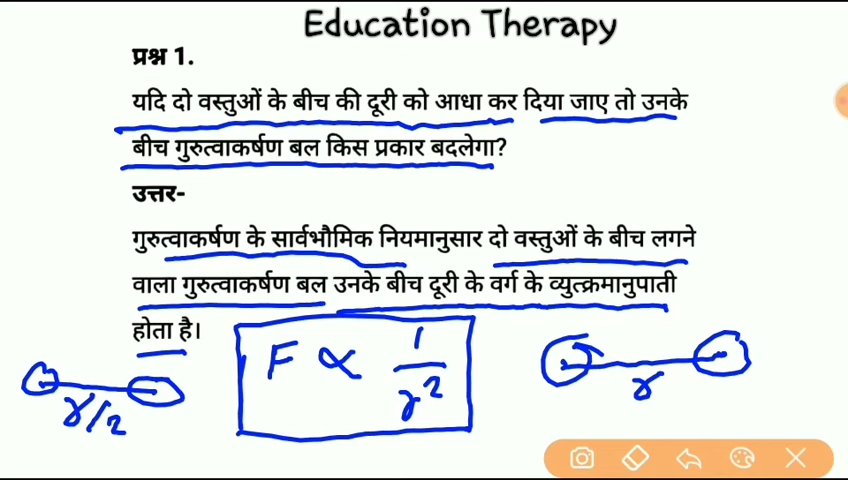 Education Therapy
प्रश्न 1.
यदि दो वस्तुओं के बीच की दूरी को आधा कर दिया जाए तो उनके
बीच गुरुत्वाकर्षण बल किस प्रकार बदलेगा?
उत्तर-
गुरुत्वाकर्षण के सार्वभौमिक नियमानुसार दो वस्तुओं के बीच लगने
वाला गुरुत्वाकर्षण बल उनके बीच दूरी के वर्ग के व्युत्क्रमानुपाती
होता है।
F ∝ 1/r²
r/2
r